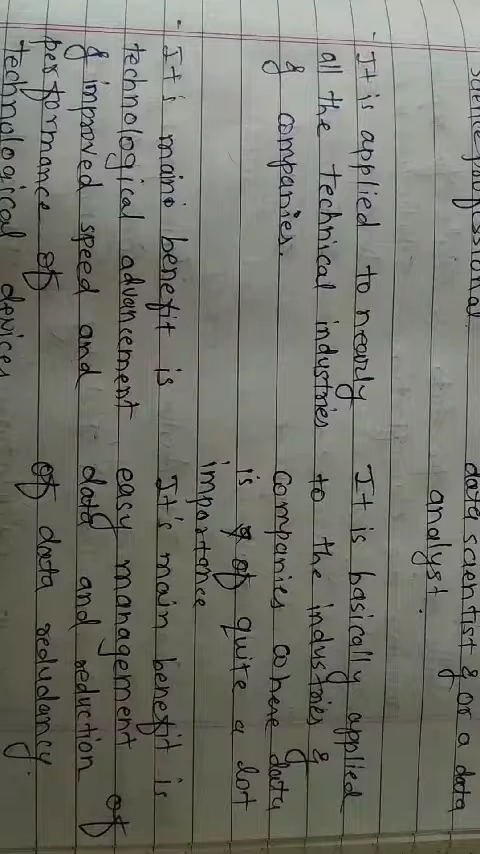 science professional.
- It is applied to nearly
all the technical industries
& companies.
- It's main benefit is
technological advancement
& improved speed and
performance of
technological devices
data scientist & or a data
analyst.
It is basically applied
to the industries &
companies where data
is of quite a lot
importance
It's main benefit is
easy management of
data and reduction
of data redudancy.